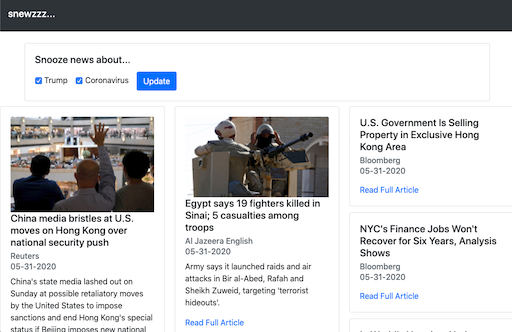 snewzzz...
Snooze news about...
Trump
Coronavirus
Update
China media bristles at U.S.
moves on Hong Kong over
national security push
Reuters
05-31-2020
China's state media lashed out on
Sunday at possible retaliatory moves
by the United States to impose
sanctions and end Hong Kong's special
status if Beijing imposes new national
Egypt says 19 fighters killed in
Sinai; 5 casualties among
troops
Al Jazeera English
05-31-2020
Army says it launched raids and air
attacks in Bir al-Abed, Rafah and
Sheikh Zuweid, targeting 'terrorist
hideouts'.
Read Full Article
U.S. Government Is Selling
Property in Exclusive Hong
Kong Area
Bloomberg
05-31-2020
Read Full Article
NYC's Finance Jobs Won't
Recover for Six Years, Analysis
Shows
Bloomberg
05-31-2020
Read Full Article